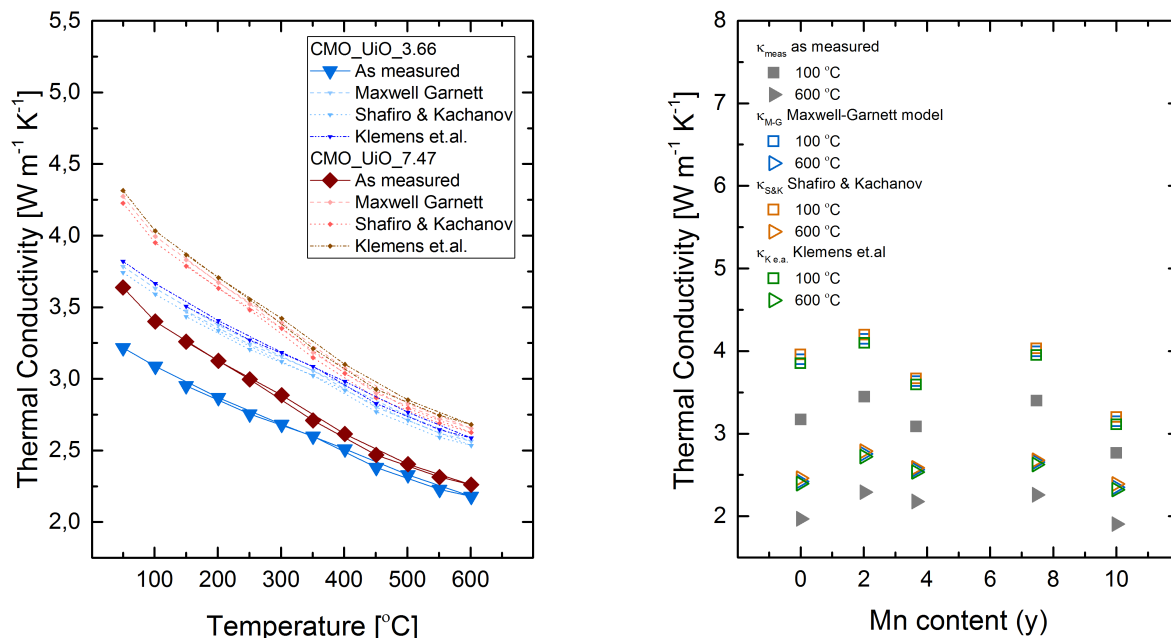 5,5
5,0
4,5
4,0
3,5
3,0
2,5
2,0
Thermal Conductivity [W m⁻¹ K⁻¹]
CMO_UiO_3.66
As measured
Maxwell Garnett
Shafiro & Kachanov
Klemens et.al.
CMO_UiO_7.47
As measured
Maxwell Garnett
Shafiro & Kachanov
Klemens et.al.
100 200 300 400 500 600
Temperature [°C]
8
7
6
5
4
3
2
Thermal Conductivity [W m⁻¹ K⁻¹]
κmeas as measured
100 °C
600 °C
κM-G Maxwell-Garnett model
100 °C
600 °C
κS&K Shafiro & Kachanov
100 °C
600 °C
κK e.a. Klemens et.al
100 °C
600 °C
0 2 4 6 8 10
Mn content (y)